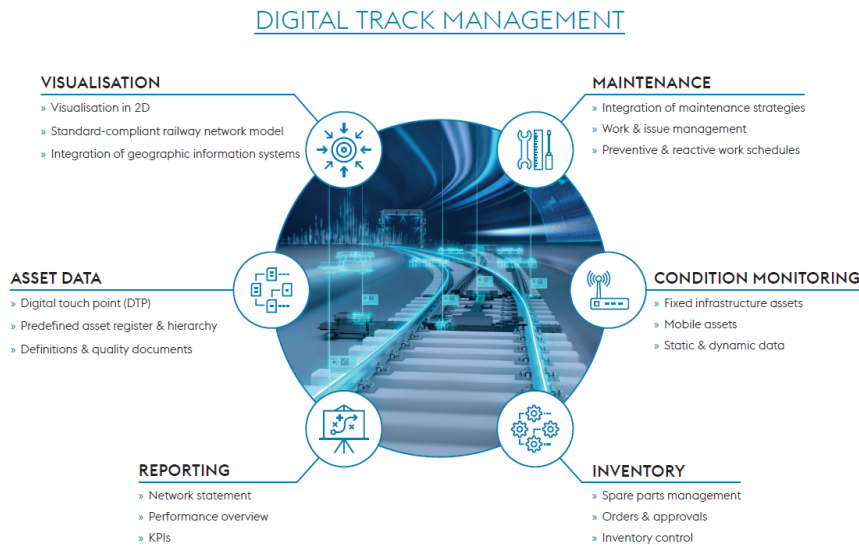 DIGITAL TRACK MANAGEMENT
VISUALISATION
» Visualisation in 2D
» Standard-compliant railway network model
» Integration of geographic information systems
MAINTENANCE
» Integration of maintenance strategies
» Work & issue management
» Preventive & reactive work schedules
ASSET DATA
» Digital touch point (DTP)
» Predefined asset register & hierarchy
» Definitions & quality documents
CONDITION MONITORING
» Fixed infrastructure assets
» Mobile assets
» Static & dynamic data
REPORTING
» Network statement
» Performance overview
» KPIs
INVENTORY
» Spare parts management
» Orders & approvals
» Inventory control